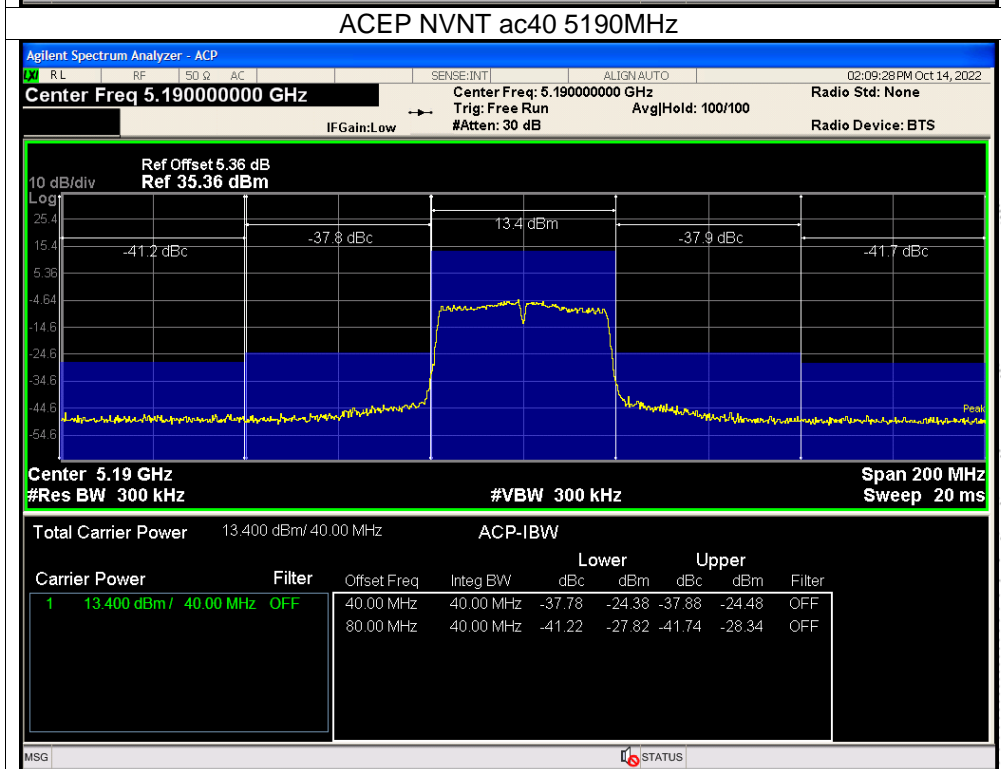 ACEP NVNT ac40 5190MHz
Agilent Spectrum Analyzer - ACP
LXI RL RF 50 Ω AC SENSE:INT ALIGNAUTO 02:09:28 PM Oct 14, 2022
Center Freq 5.190000000 GHz Center Freq: 5.190000000 GHz Radio Std: None
Trig: Free Run Avg|Hold: 100/100
IFGain:Low #Atten: 30 dB Radio Device: BTS
Ref Offset 5.36 dB
10 dB/div Ref 35.36 dBm
Log
25.4
15.4
5.36
-4.64
-14.6
-24.6
-34.6
-44.6
-54.6
-41.2 dBc -37.8 dBc 13.4 dBm -37.9 dBc -41.7 dBc
Peak
Center 5.19 GHz Span 200 MHz
#Res BW 300 kHz #VBW 300 kHz Sweep 20 ms
Total Carrier Power 13.400 dBm/ 40.00 MHz ACP-IBW
Lower Upper
Carrier Power Filter Offset Freq Integ BW dBc dBm dBc dBm Filter
1 13.400 dBm / 40.00 MHz OFF 40.00 MHz 40.00 MHz -37.78 -24.38 -37.88 -24.48 OFF
80.00 MHz 40.00 MHz -41.22 -27.82 -41.74 -28.34 OFF
MSG STATUS